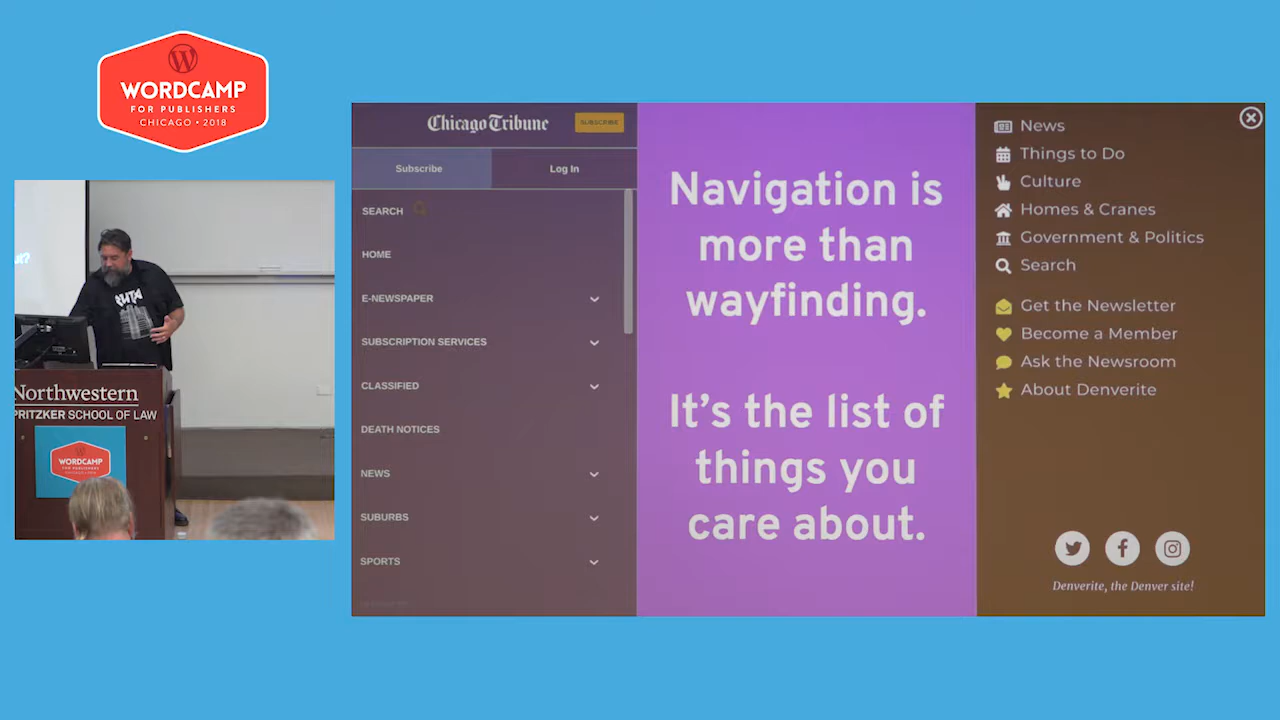 WORDCAMP
FOR PUBLISHERS
CHICAGO • 2018
Northwestern
PRITZKER SCHOOL OF LAW
WORDCAMP
FOR PUBLISHERS
Chicago Tribune
SUBSCRIBE
Subscribe
Log In
SEARCH
HOME
E-NEWSPAPER
SUBSCRIPTION SERVICES
CLASSIFIED
DEATH NOTICES
NEWS
SUBURBS
SPORTS
Navigation is
more than
wayfinding.
It's the list of
things you
care about.
News
Things to Do
Culture
Homes & Cranes
Government & Politics
Search
Get the Newsletter
Become a Member
Ask the Newsroom
About Denverite
Denverite, the Denver site!